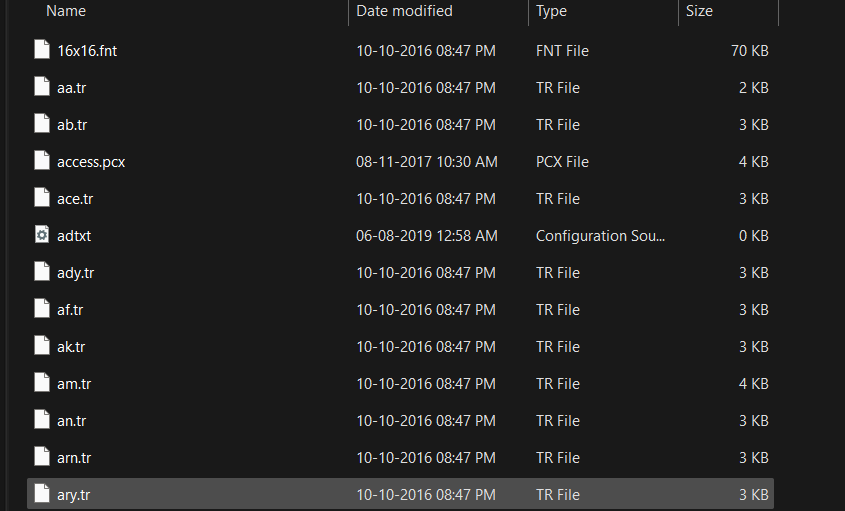 Name Date modified Type Size
16x16.fnt 10-10-2016 08:47 PM FNT File 70 KB
aa.tr 10-10-2016 08:47 PM TR File 2 KB
ab.tr 10-10-2016 08:47 PM TR File 3 KB
access.pcx 08-11-2017 10:30 AM PCX File 4 KB
ace.tr 10-10-2016 08:47 PM TR File 3 KB
adtxt 06-08-2019 12:58 AM Configuration Sou... 0 KB
ady.tr 10-10-2016 08:47 PM TR File 3 KB
af.tr 10-10-2016 08:47 PM TR File 3 KB
ak.tr 10-10-2016 08:47 PM TR File 3 KB
am.tr 10-10-2016 08:47 PM TR File 4 KB
an.tr 10-10-2016 08:47 PM TR File 3 KB
arn.tr 10-10-2016 08:47 PM TR File 3 KB
ary.tr 10-10-2016 08:47 PM TR File 3 KB